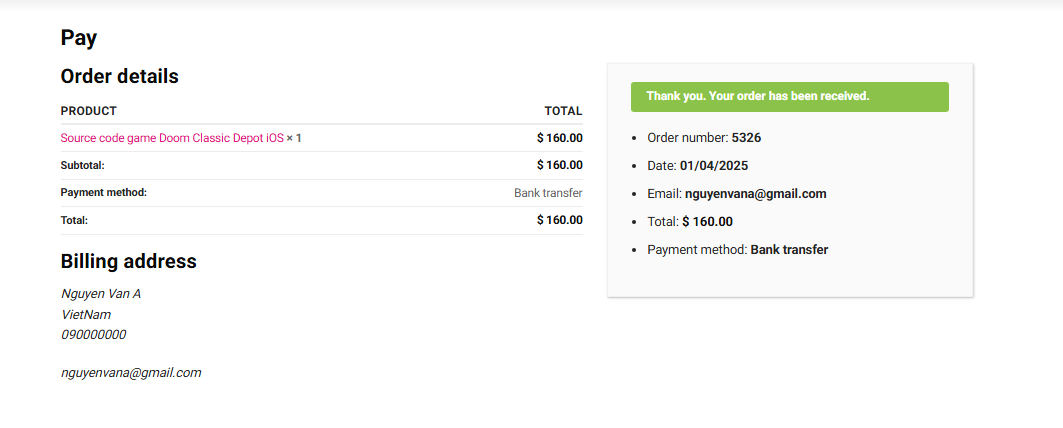 Pay
Order details
PRODUCT TOTAL
Source code game Doom Classic Depot iOS × 1 $ 160.00
Subtotal: $ 160.00
Payment method: Bank transfer
Total: $ 160.00
Billing address
Nguyen Van A
VietNam
090000000
nguyenvana@gmail.com
Thank you. Your order has been received.
Order number: 5326
Date: 01/04/2025
Email: nguyenvana@gmail.com
Total: $ 160.00
Payment method: Bank transfer